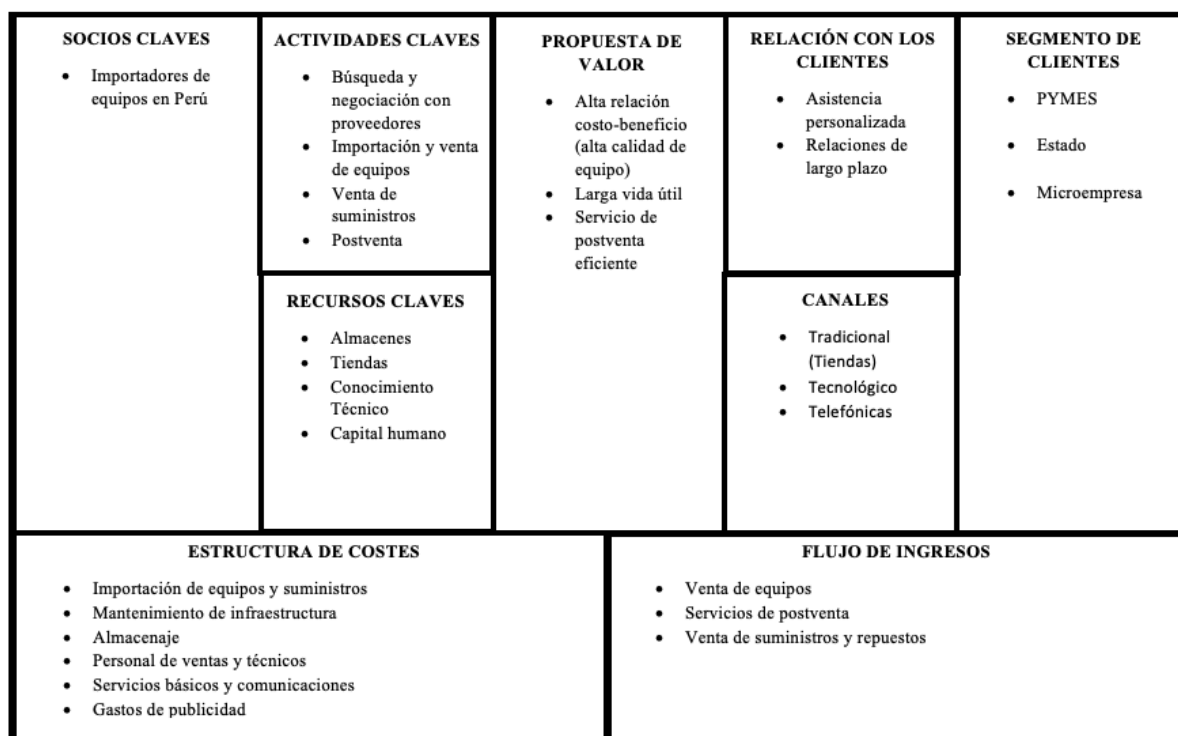 SOCIOS CLAVES
• Importadores de
equipos en Perú
ACTIVIDADES CLAVES
• Búsqueda y
negociación con
proveedores
• Importación y venta
de equipos
• Venta de
suministros
• Postventa
RECURSOS CLAVES
• Almacenes
• Tiendas
• Conocimiento
Técnico
• Capital humano
PROPUESTA DE
VALOR
• Alta relación
costo-beneficio
(alta calidad de
equipo)
• Larga vida útil
• Servicio de
postventa
eficiente
RELACIÓN CON LOS
CLIENTES
• Asistencia
personalizada
• Relaciones de
largo plazo
CANALES
• Tradicional
(Tiendas)
• Tecnológico
• Telefónicas
SEGMENTO DE
CLIENTES
• PYMES
• Estado
• Microempresa
ESTRUCTURA DE COSTES
• Importación de equipos y suministros
• Mantenimiento de infraestructura
• Almacenaje
• Personal de ventas y técnicos
• Servicios básicos y comunicaciones
• Gastos de publicidad
FLUJO DE INGRESOS
• Venta de equipos
• Servicios de postventa
• Venta de suministros y repuestos